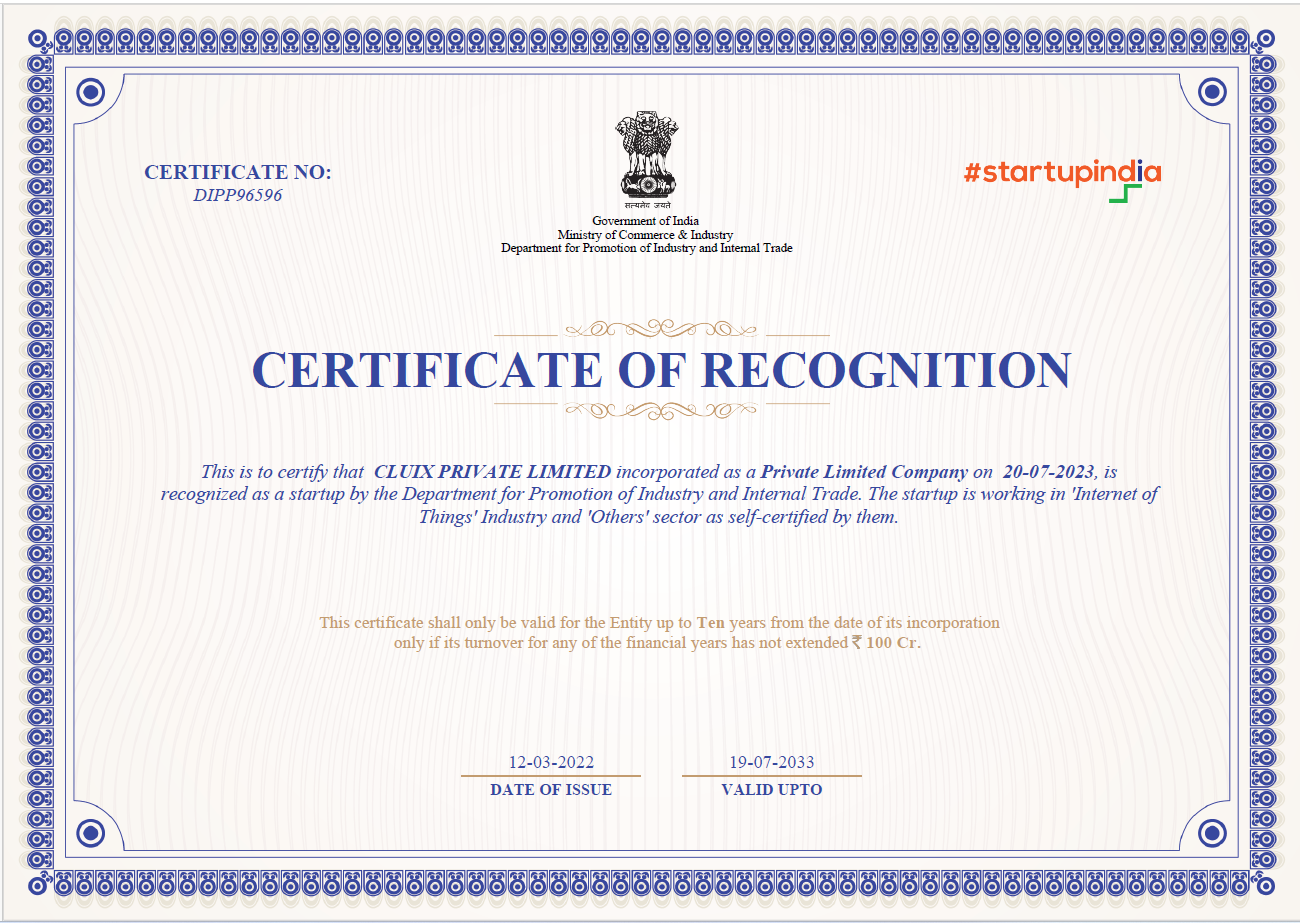 CERTIFICATE NO:
DIPP96596
#startupindia
सत्यमेव जयते
Government of India
Ministry of Commerce & Industry
Department for Promotion of Industry and Internal Trade
CERTIFICATE OF RECOGNITION
This is to certify that CLUIX PRIVATE LIMITED incorporated as a Private Limited Company on 20-07-2023, is
recognized as a startup by the Department for Promotion of Industry and Internal Trade. The startup is working in 'Internet of
Things' Industry and 'Others' sector as self-certified by them.
This certificate shall only be valid for the Entity up to Ten years from the date of its incorporation
only if its turnover for any of the financial years has not extended ₹ 100 Cr.
12-03-2022
DATE OF ISSUE
19-07-2033
VALID UPTO